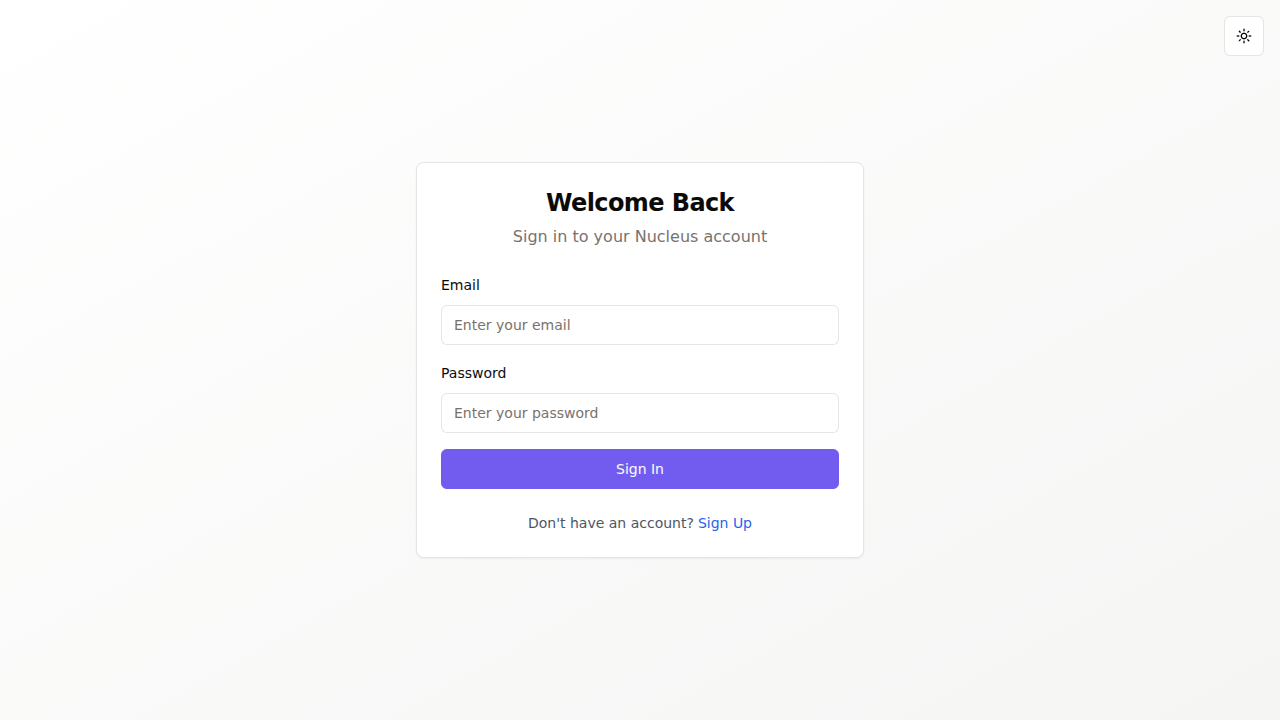 Welcome Back
Sign in to your Nucleus account
Email
Enter your email
Password
Enter your password
Sign In
Don't have an account? Sign Up